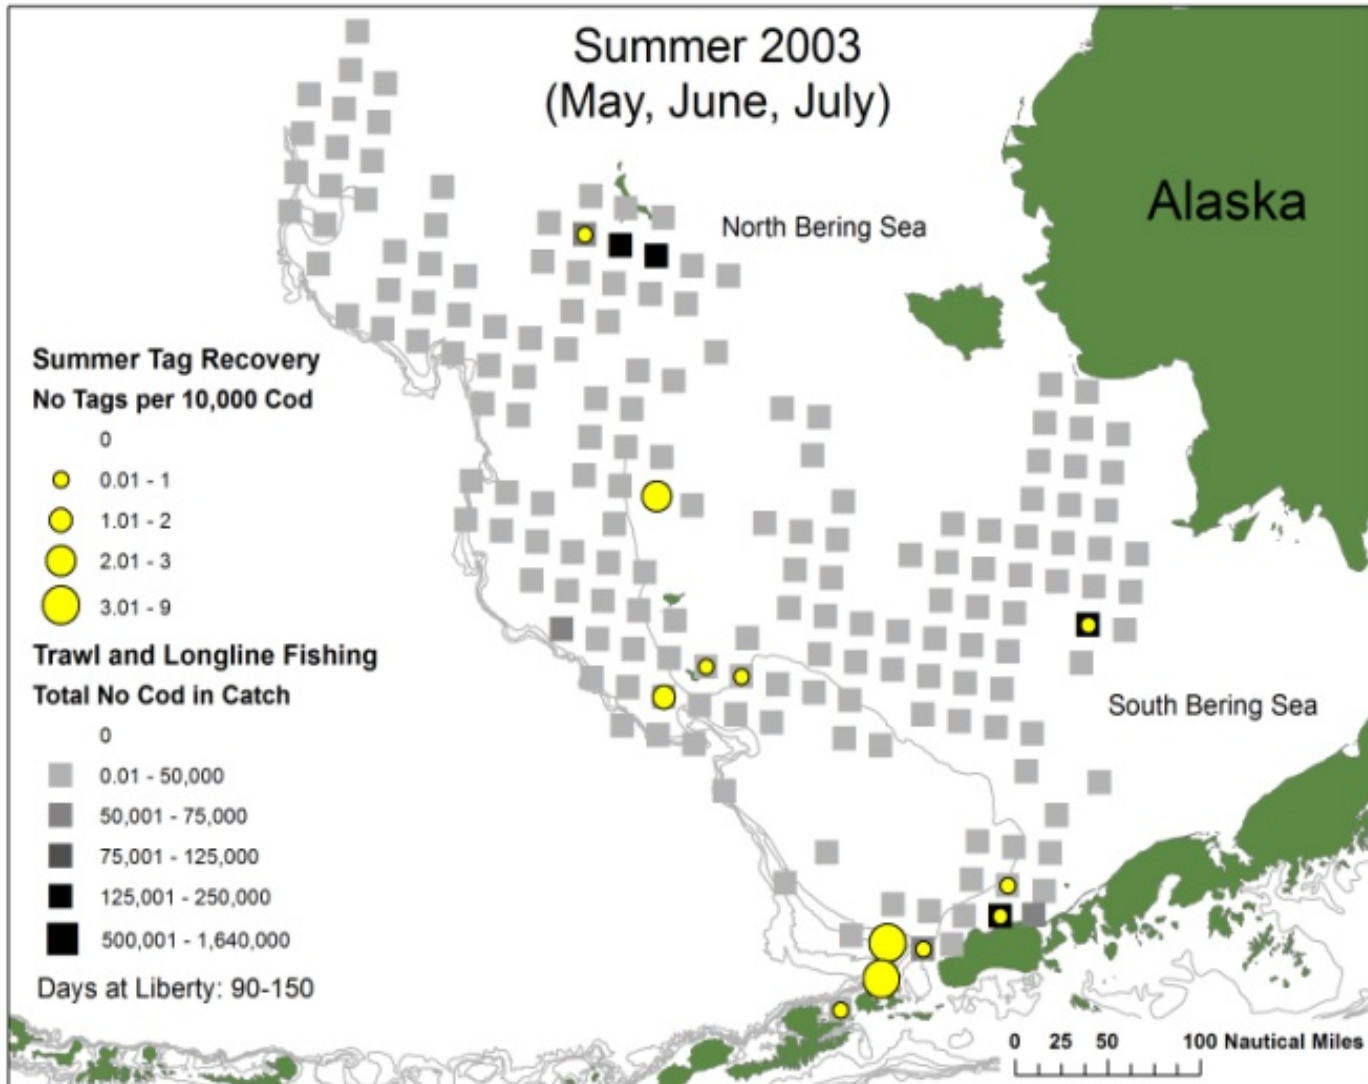 Summer 2003
(May, June, July)
Alaska
North Bering Sea
Summer Tag Recovery
No Tags per 10,000 Cod
0
0.01 - 1
1.01 - 2
2.01 - 3
3.01 - 9
Trawl and Longline Fishing
Total No Cod in Catch
0
0.01 - 50,000
50,001 - 75,000
75,001 - 125,000
125,001 - 250,000
500,001 - 1,640,000
Days at Liberty: 90-150
South Bering Sea
0 25 50 100 Nautical Miles